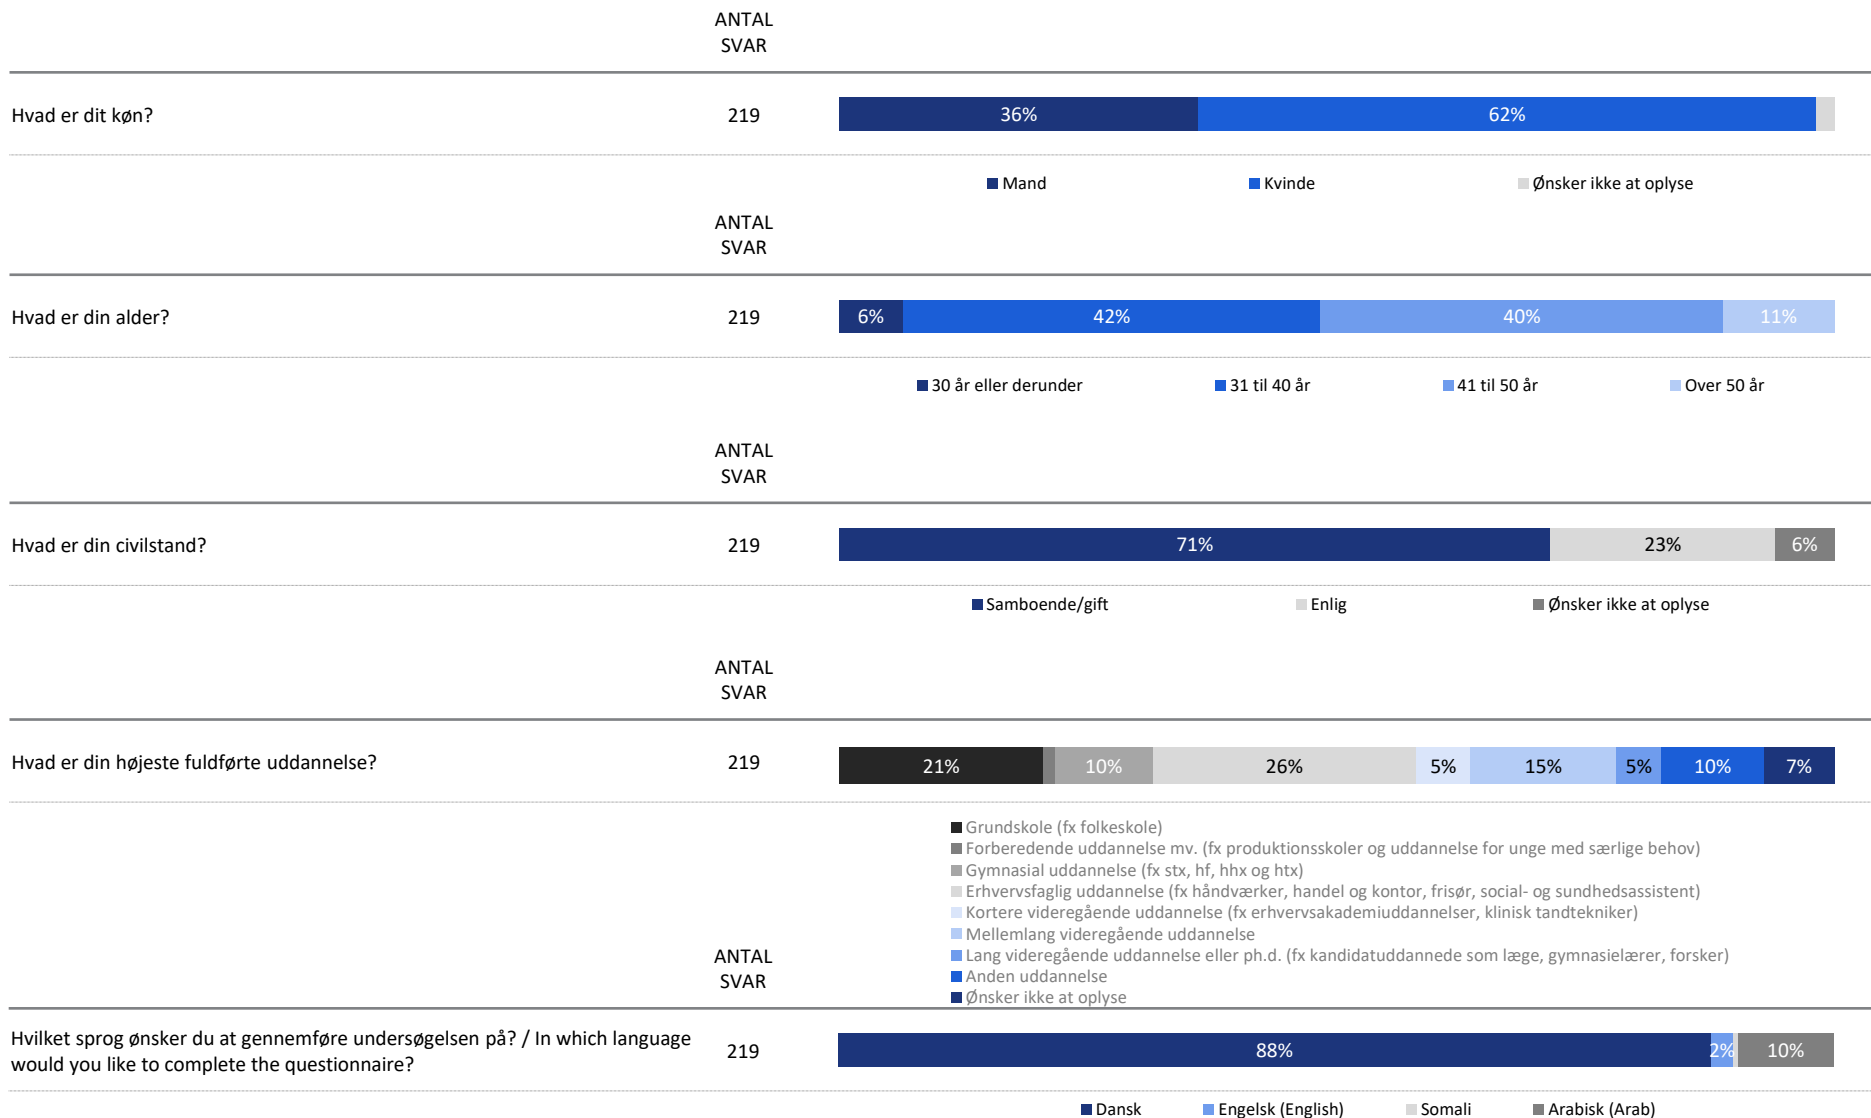 ANTAL
SVAR
Hvad er dit køn?
219
36%
62%
Mand
Kvinde
Ønsker ikke at oplyse
ANTAL
SVAR
Hvad er din alder?
219
6%
42%
40%
11%
30 år eller derunder
31 til 40 år
41 til 50 år
Over 50 år
ANTAL
SVAR
Hvad er din civilstand?
219
71%
23%
6%
Samboende/gift
Enlig
Ønsker ikke at oplyse
ANTAL
SVAR
Hvad er din højeste fuldførte uddannelse?
219
21%
10%
26%
5%
15%
5%
10%
7%
Grundskole (fx folkeskole)
Forberedende uddannelse mv. (fx produktionsskoler og uddannelse for unge med særlige behov)
Gymnasial uddannelse (fx stx, hf, hhx og htx)
Erhvervsfaglig uddannelse (fx håndværker, handel og kontor, frisør, social- og sundhedsassistent)
Kortere videregående uddannelse (fx erhvervsakademiuddannelser, klinisk tandtekniker)
Mellemlang videregående uddannelse
Lang videregående uddannelse eller ph.d. (fx kandidatuddannede som læge, gymnasielærer, forsker)
Anden uddannelse
Ønsker ikke at oplyse
ANTAL
SVAR
Hvilket sprog ønsker du at gennemføre undersøgelsen på? / In which language
would you like to complete the questionnaire?
219
88%
2%
10%
Dansk
Engelsk (English)
Somali
Arabisk (Arab)